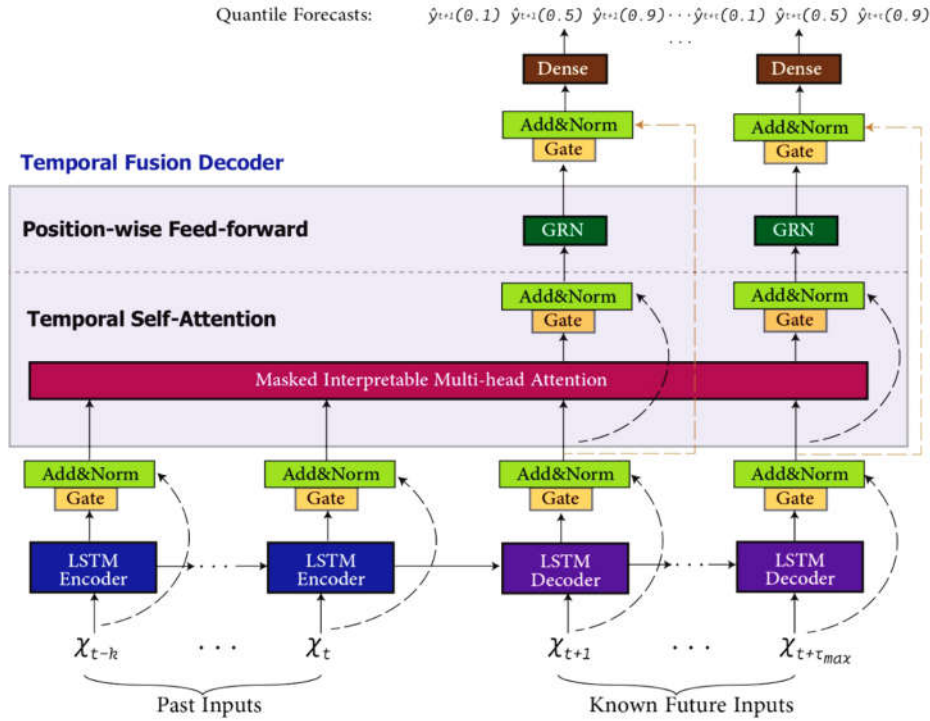 Quantile Forecasts: ŷt+1(0.1) ŷt+1(0.5) ŷt+1(0.9)···ŷt+τ(0.1) ŷt+τ(0.5) ŷt+τ(0.9)
...
Dense Dense
Add&Norm Add&Norm
Gate Gate
Temporal Fusion Decoder
Position-wise Feed-forward
GRN GRN
Add&Norm Add&Norm
Temporal Self-Attention
Gate Gate
Masked Interpretable Multi-head Attention
Add&Norm Add&Norm Add&Norm Add&Norm
Gate Gate Gate Gate
LSTM LSTM LSTM LSTM
Encoder ... Encoder Decoder ... Decoder
χt-k ... χt χt+1 ... χt+τmax
Past Inputs Known Future Inputs